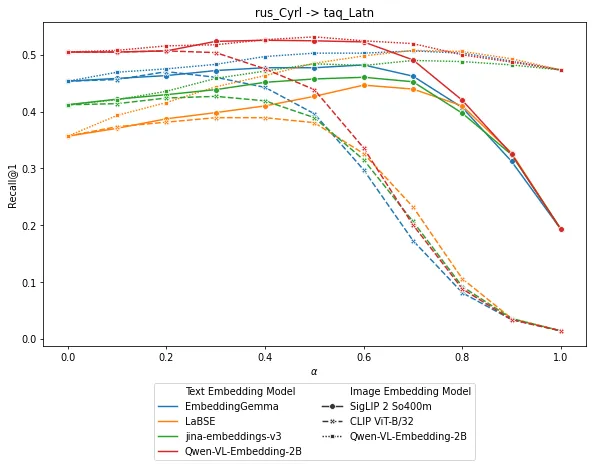 rus_Cyrl -> taq_Latn
Recall@1
0.5
0.4
0.3
0.2
0.1
0.0
0.0 0.2 0.4 0.6 0.8 1.0
α
Text Embedding Model
EmbeddingGemma
LaBSE
jina-embeddings-v3
Qwen-VL-Embedding-2B
Image Embedding Model
SigLIP 2 So400m
CLIP ViT-B/32
Qwen-VL-Embedding-2B